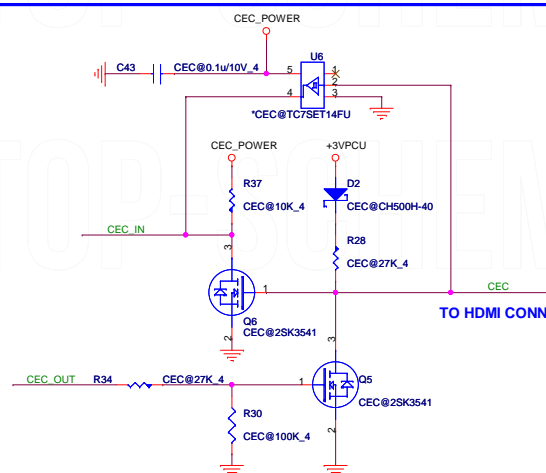 CEC_POWER
C43
CEC@0.1u/10V_4
U6
5
1
2
4
3
*CEC@TC7SET14FU
CEC_POWER
+3VPCU
R37
D2
CEC@10K_4
CEC@CH500H-40
CEC_IN
R28
3
CEC@27K_4
1
CEC
Q6
TO HDMI CONN
2
CEC@2SK3541
3
CEC_OUT
R34
CEC@27K_4
1
Q5
CEC@2SK3541
R30
2
CEC@100K_4